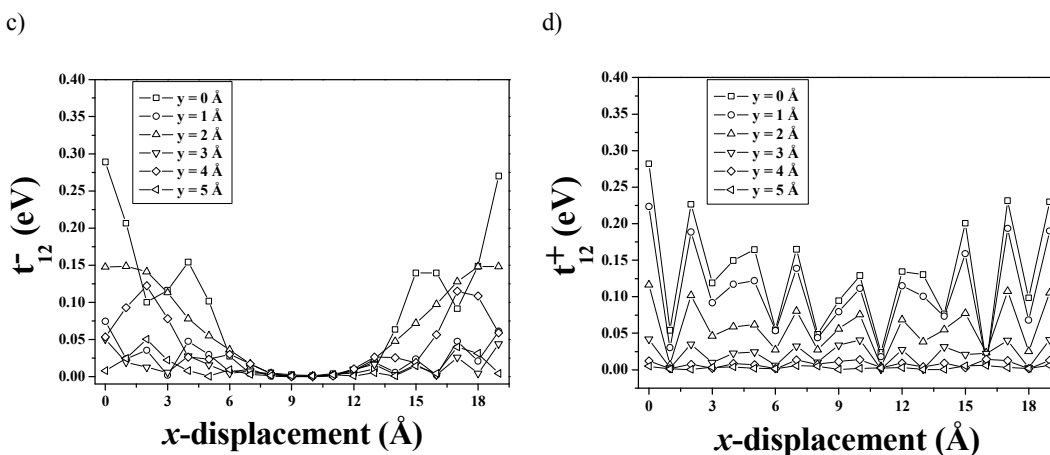 c)
d)
0.40
0.35
0.30
0.25
0.20
0.15
0.10
0.05
0.00
t⁻₁₂ (eV)
y = 0 Å
y = 1 Å
y = 2 Å
y = 3 Å
y = 4 Å
y = 5 Å
0 3 6 9 12 15 18
x-displacement (Å)
0.40
0.35
0.30
0.25
0.20
0.15
0.10
0.05
0.00
t⁺₁₂ (eV)
y = 0 Å
y = 1 Å
y = 2 Å
y = 3 Å
y = 4 Å
y = 5 Å
0 3 6 9 12 15 18
x-displacement (Å)